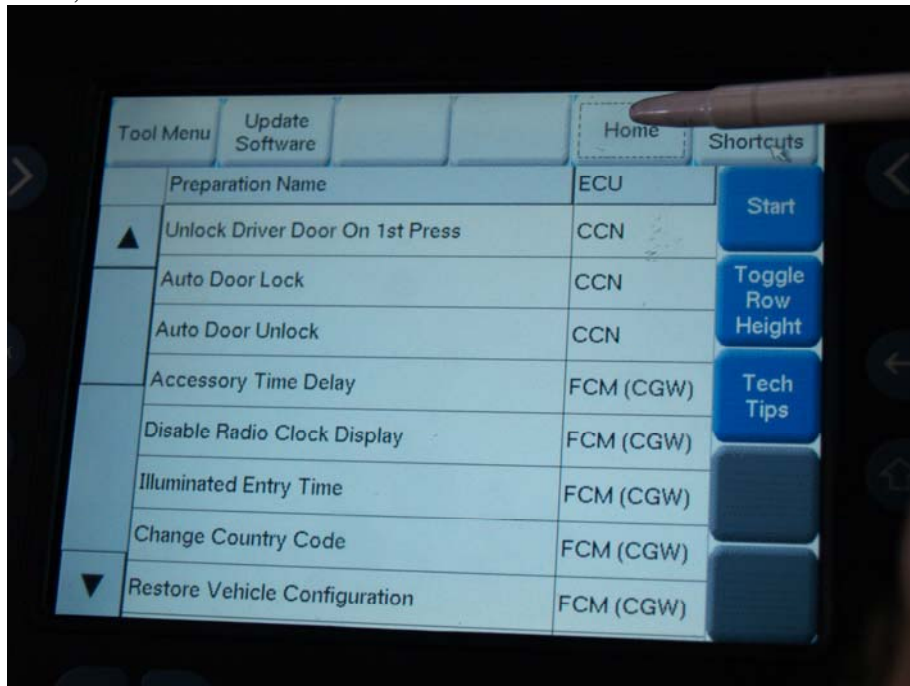 Tool Menu
Update
Software
Home
Shortcuts
Preparation Name
ECU
Start
Unlock Driver Door On 1st Press
CCN
Auto Door Lock
CCN
Toggle
Row
Height
Auto Door Unlock
CCN
Accessory Time Delay
FCM (CGW)
Tech
Tips
Disable Radio Clock Display
FCM (CGW)
Illuminated Entry Time
FCM (CGW)
Change Country Code
FCM (CGW)
Restore Vehicle Configuration
FCM (CGW)